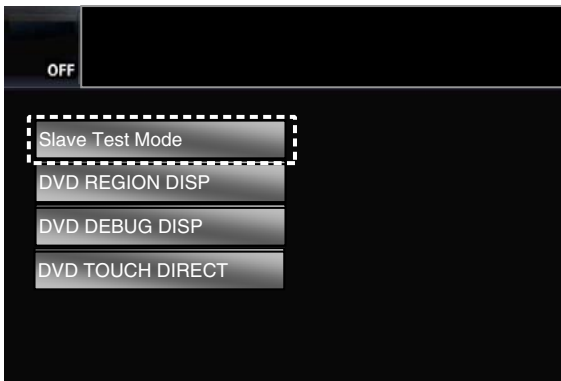 OFF
Slave Test Mode
DVD REGION DISP
DVD DEBUG DISP
DVD TOUCH DIRECT